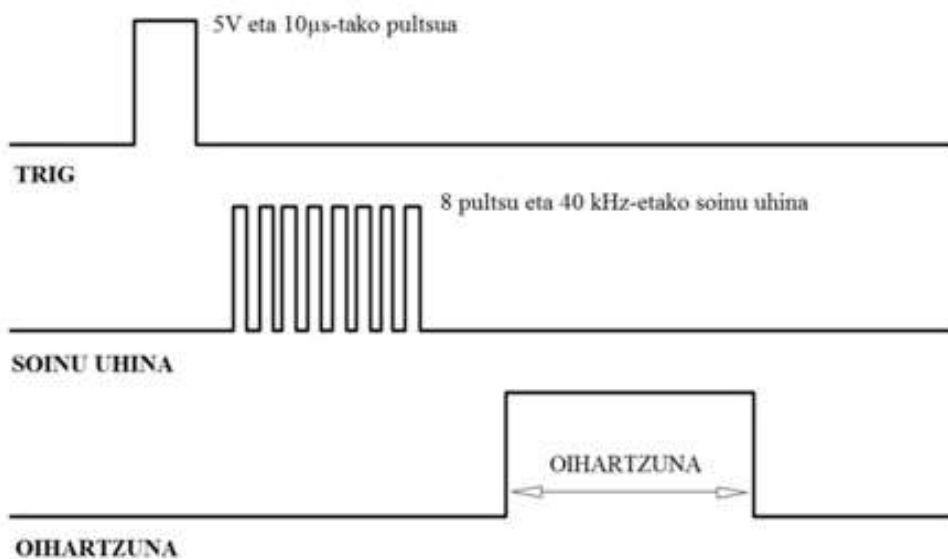 5V eta 10µs-tako pultsua
TRIG
8 pultsu eta 40 kHz-etako soinu uhina
SOINU UHINA
OIHARTZUNA
OIHARTZUNA